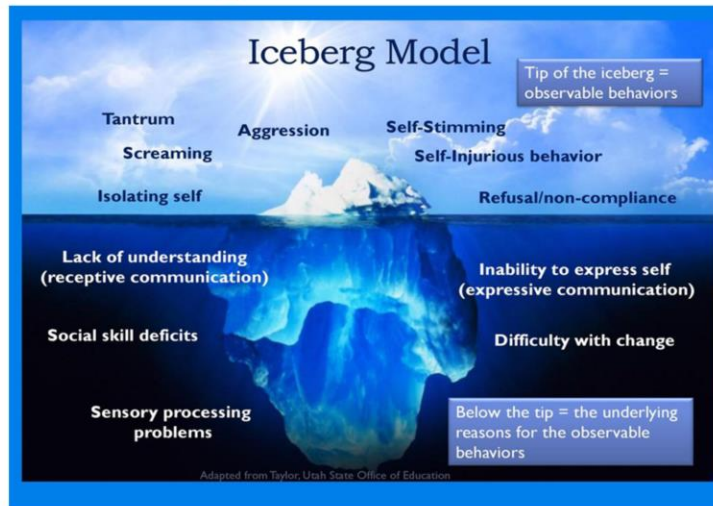 Iceberg Model
Tip of the iceberg =
observable behaviors
Tantrum
Aggression
Self-Stimming
Screaming
Self-Injurious behavior
Isolating self
Refusal/non-compliance
Lack of understanding
(receptive communication)
Inability to express self
(expressive communication)
Social skill deficits
Difficulty with change
Sensory processing
problems
Below the tip = the underlying
reasons for the observable
behaviors
Adapted from Taylor, Utah State Office of Education